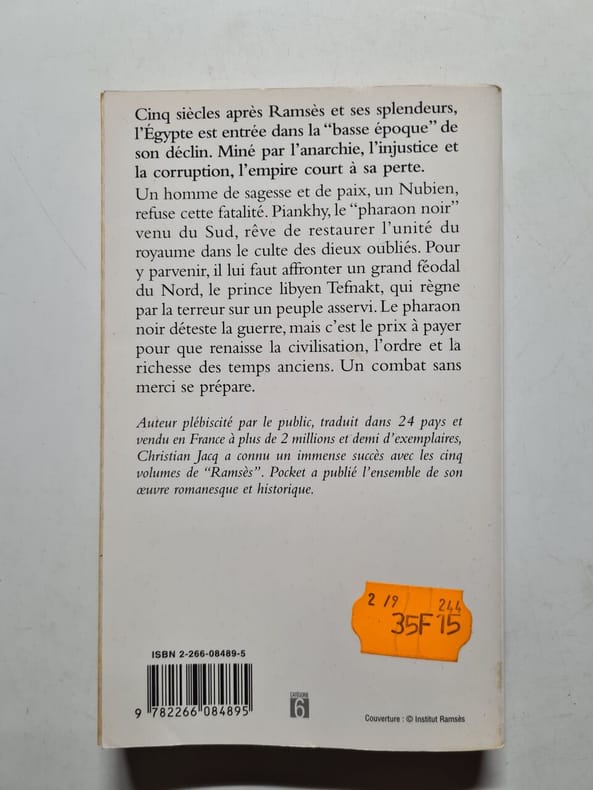 Cinq siècles après Ramsès et ses splendeurs,
l'Égypte est entrée dans la "basse époque" de
son déclin. Miné par l'anarchie, l'injustice et
la corruption, l'empire court à sa perte.
Un homme de sagesse et de paix, un Nubien,
refuse cette fatalité. Piankhy, le "pharaon noir"
venu du Sud, rêve de restaurer l'unité du
royaume dans le culte des dieux oubliés. Pour
y parvenir, il lui faut affronter un grand féodal
du Nord, le prince libyen Tefnakt, qui règne
par la terreur sur un peuple asservi. Le pharaon
noir déteste la guerre, mais c'est le prix à payer
pour que renaisse la civilisation, l'ordre et la
richesse des temps anciens. Un combat sans
merci se prépare.
Auteur plébiscité par le public, traduit dans 24 pays et
vendu en France à plus de 2 millions et demi d'exemplaires,
Christian Jacq a connu un immense succès avec les cinq
volumes de "Ramsès". Pocket a publié l'ensemble de son
œuvre romanesque et historique.
2 /9 244
35F 15
ISBN 2-266-08489-5
9 782266 084895
CATÉGORIE
6
Couverture : © Institut Ramsès